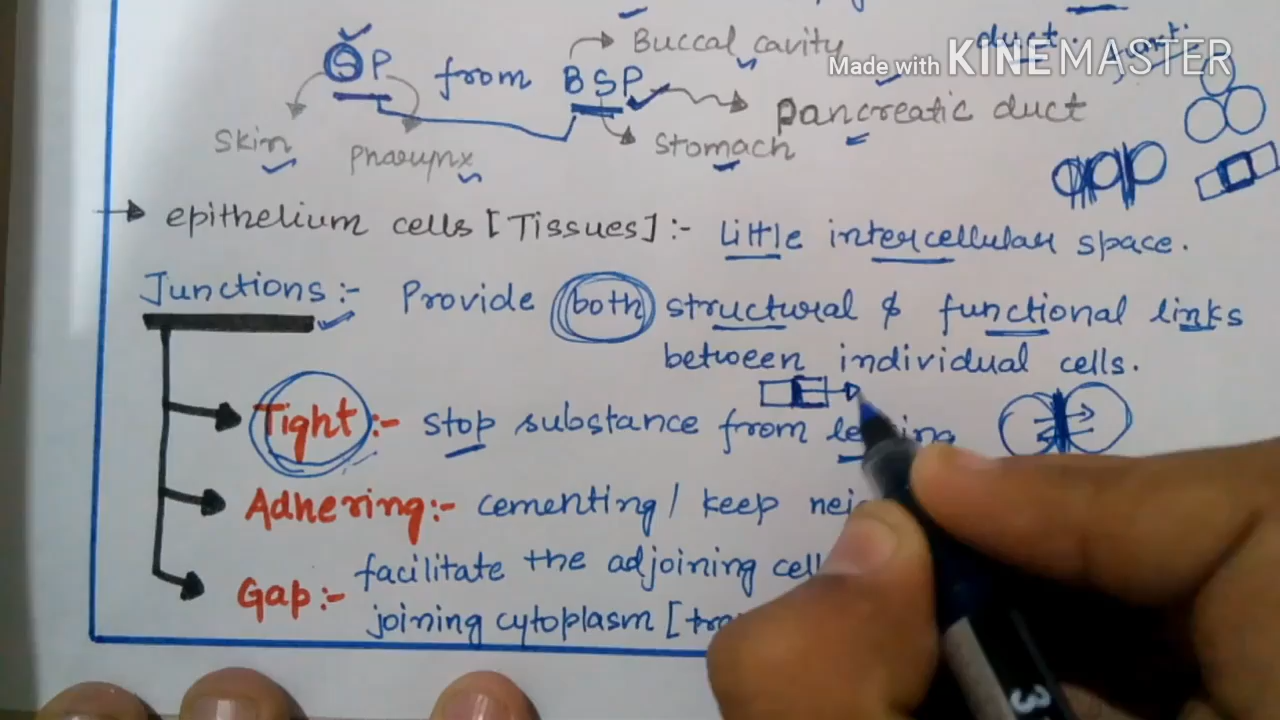 Made with KINEMASTER
Buccal cavity
duct.
SP from BSP
pancreatic duct
Skin
Pharynx
Stomach
epithelium cells [Tissues] :- Little intercellular space.
Junctions :- Provide both structural & functional links
between individual cells.
Tight :- stop substance from
Adhering :- cementing / keep
Gap :- facilitate the adjoining
joining cytoplasm [